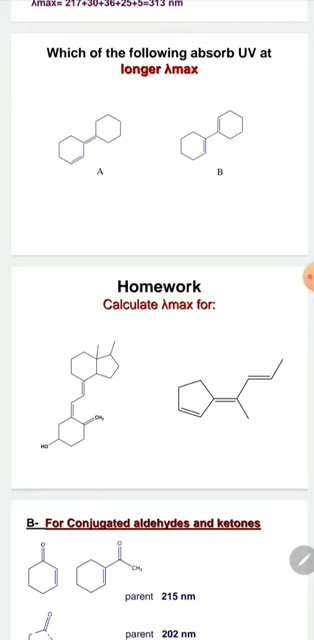 λmax= 217+30+36+25+5=313 nm
Which of the following absorb UV at
longer λmax
A
B
Homework
Calculate λmax for:
CH₃
HO
B- For Conjugated aldehydes and ketones
O
O
CH₃
parent 215 nm
O
parent 202 nm